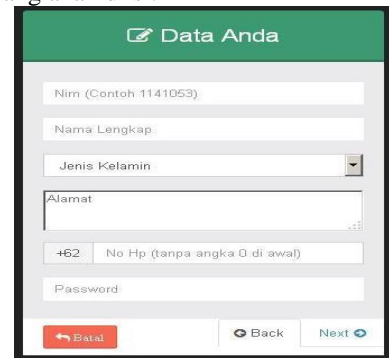 Data Anda
Nim (Contoh 1141053)
Nama Lengkap
Jenis Kelamin
Alamat
+62 No Hp (tanpa angka 0 di awal)
Password
Batal Back Next